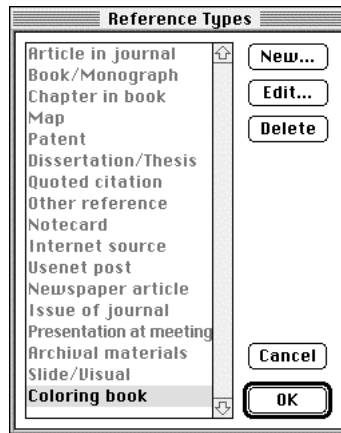 Reference Types
Article in journal
Book/Monograph
Chapter in book
Map
Patent
Dissertation/Thesis
Quoted citation
Other reference
Notecard
Internet source
Usenet post
Newspaper article
Issue of journal
Presentation at meeting
Archival materials
Slide/Visual
Coloring book
New...
Edit...
Delete
Cancel
OK